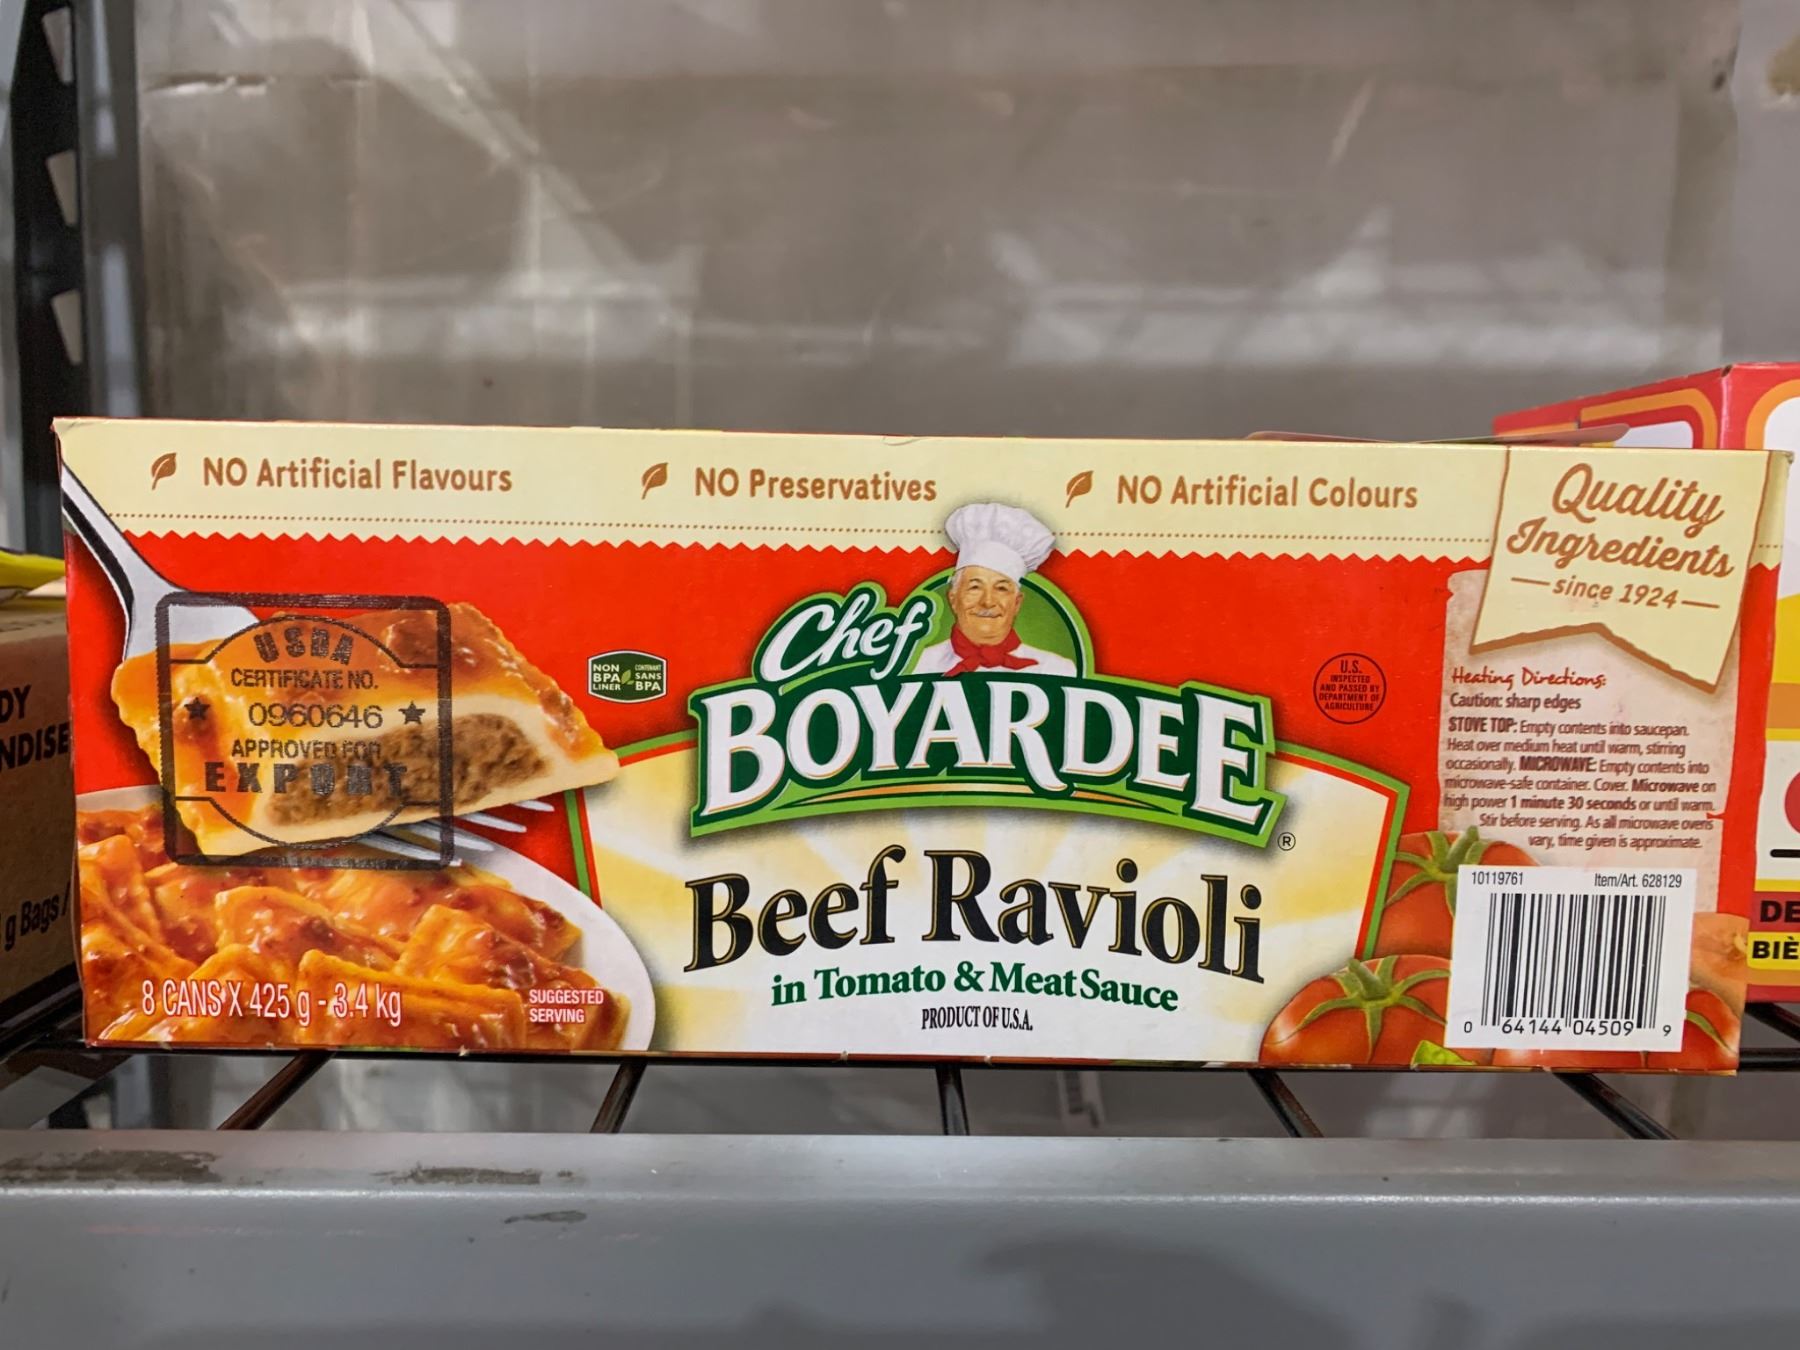 NO Artificial Flavours
NO Preservatives
NO Artificial Colours
Quality
Ingredients
since 1924
USDA
CERTIFICATE NO.
0960646
APPROVED FOR
EXPORT
NON
BPA
LINER
CONTENANT
SANS
BPA
Chef
BOYARDEE
®
Beef Ravioli
in Tomato & Meat Sauce
PRODUCT OF U.S.A.
8 CANS X 425 g - 3.4 kg
SUGGESTED
SERVING
U.S.
INSPECTED
AND PASSED BY
DEPARTMENT OF
AGRICULTURE
Heating Directions:
Caution: sharp edges
STOVE TOP: Empty contents into saucepan.
Heat over medium heat until warm, stirring
occasionally. MICROWAVE: Empty contents into
microwave-safe container. Cover. Microwave on
high power 1 minute 30 seconds or until warm.
Stir before serving. As all microwave ovens
vary, time given is approximate.
10119761 Item/Art. 628129
0 64144 04509 9
DY
NDISE
g Bags/
DE
BIÈ